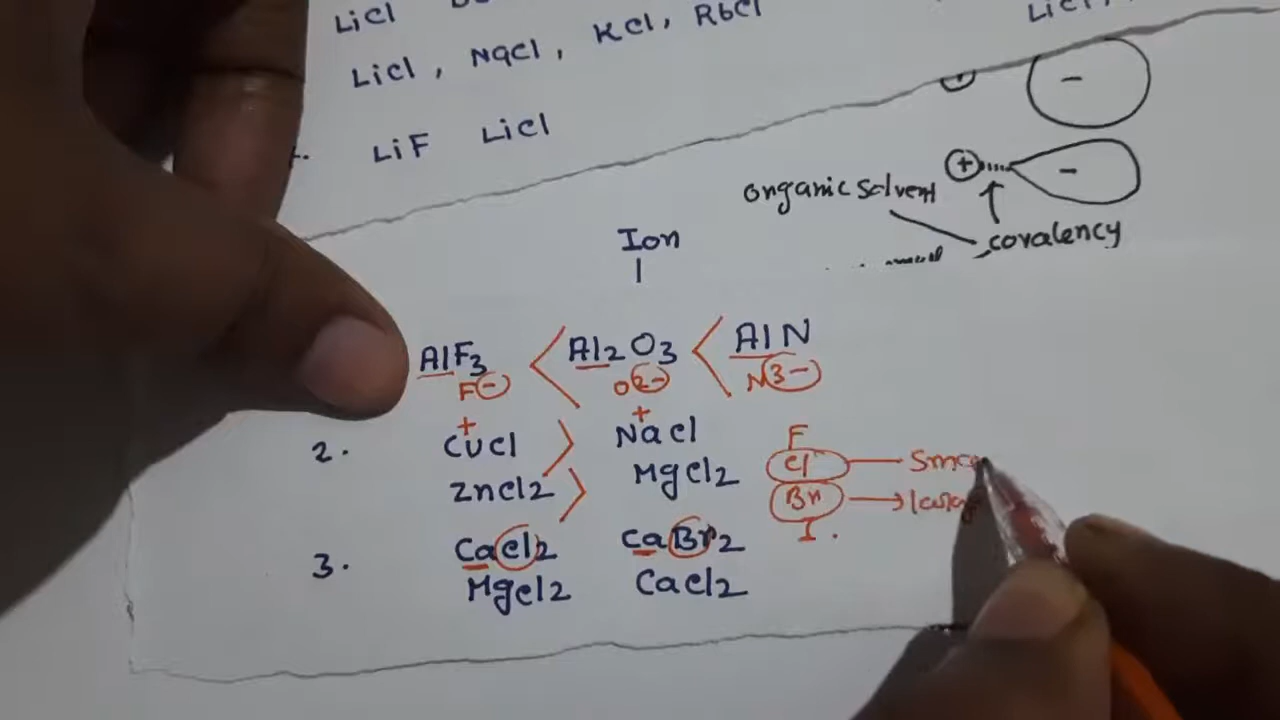 LiCl
LiCl, NaCl, KCl, RbCl
LiCl,
LiF LiCl
-
+ -
organic solvent
covalency
Ion
AlF3 < Al2O3 < AlN
F- O2- N3-
+ +
2. CuCl > NaCl
F
Cl
ZnCl2 > MgCl2
Br → large
I.
3. CaCl2 CaBr2
MgCl2 CaCl2